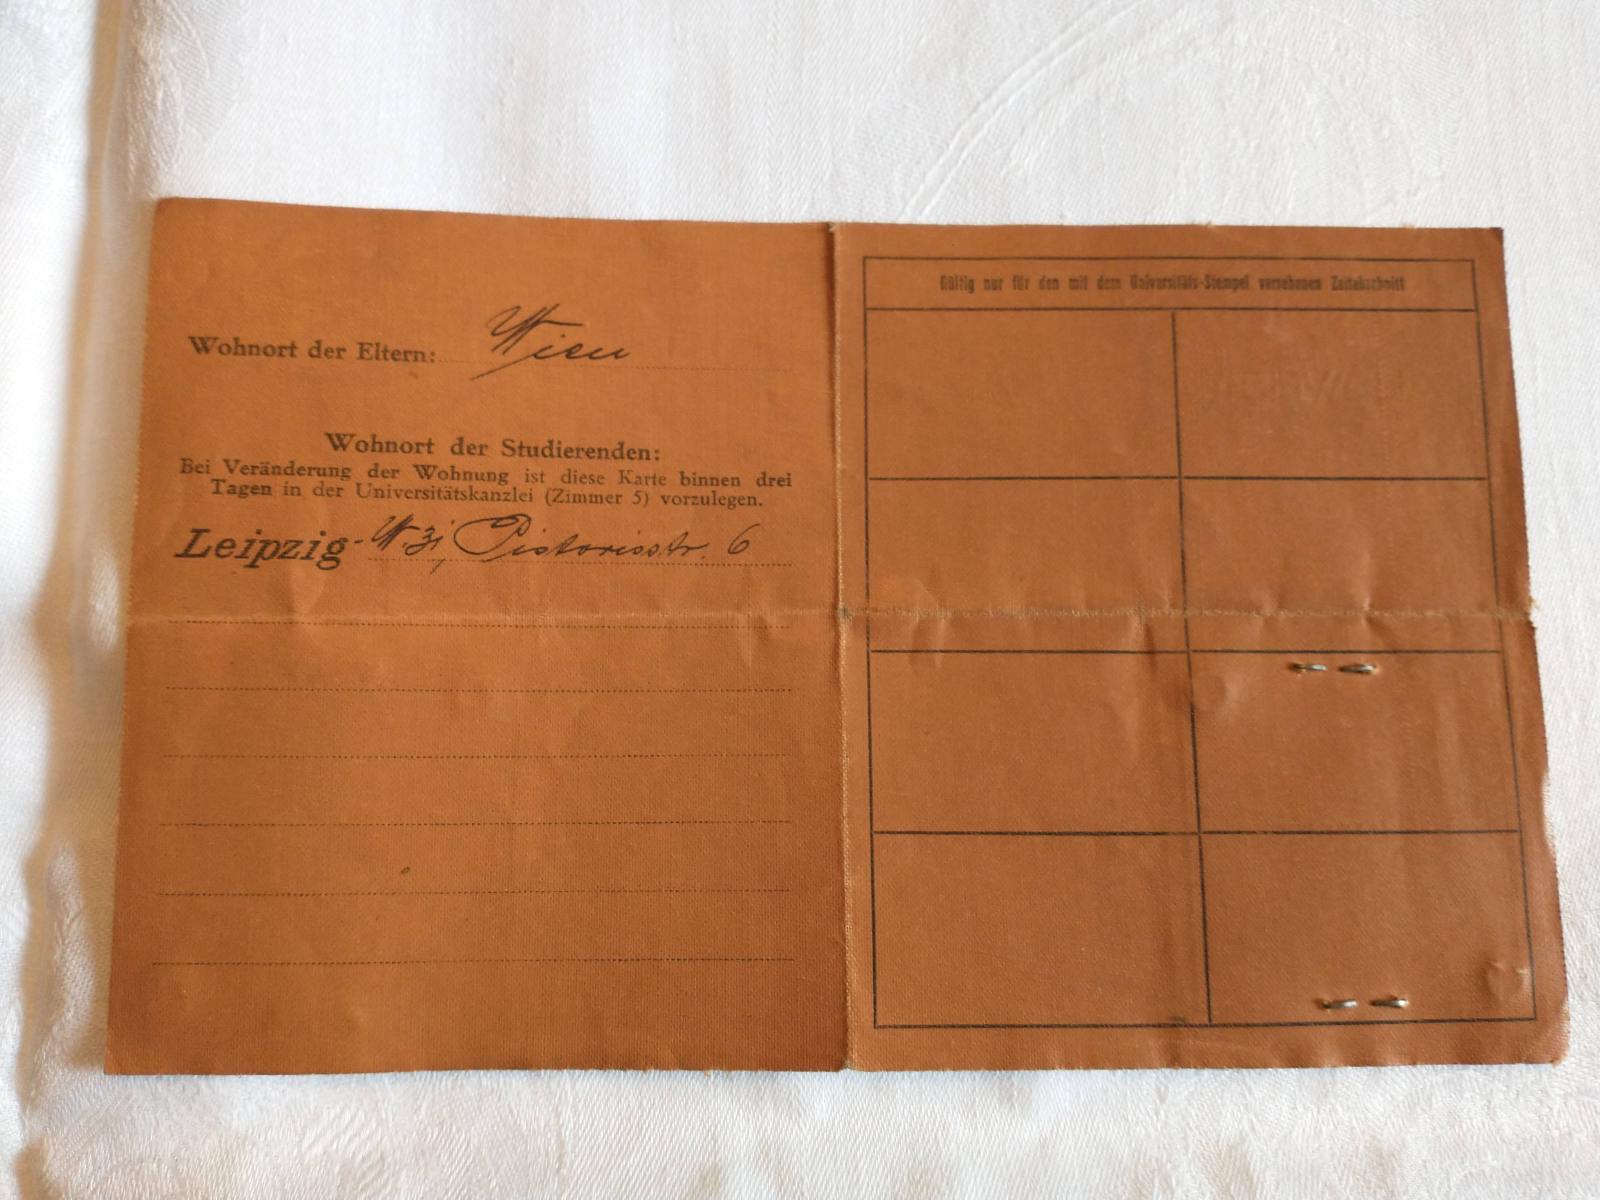 Wohnort der Eltern: Wien
Wohnort der Studierenden:
Bei Veränderung der Wohnung ist diese Karte binnen drei
Tagen in der Universitätskanzlei (Zimmer 5) vorzulegen.
Leipzig- W. 31, Pistorisstr. 6
Gültig nur für den mit dem Universitäts-Stempel versehenen Zeitabschnitt